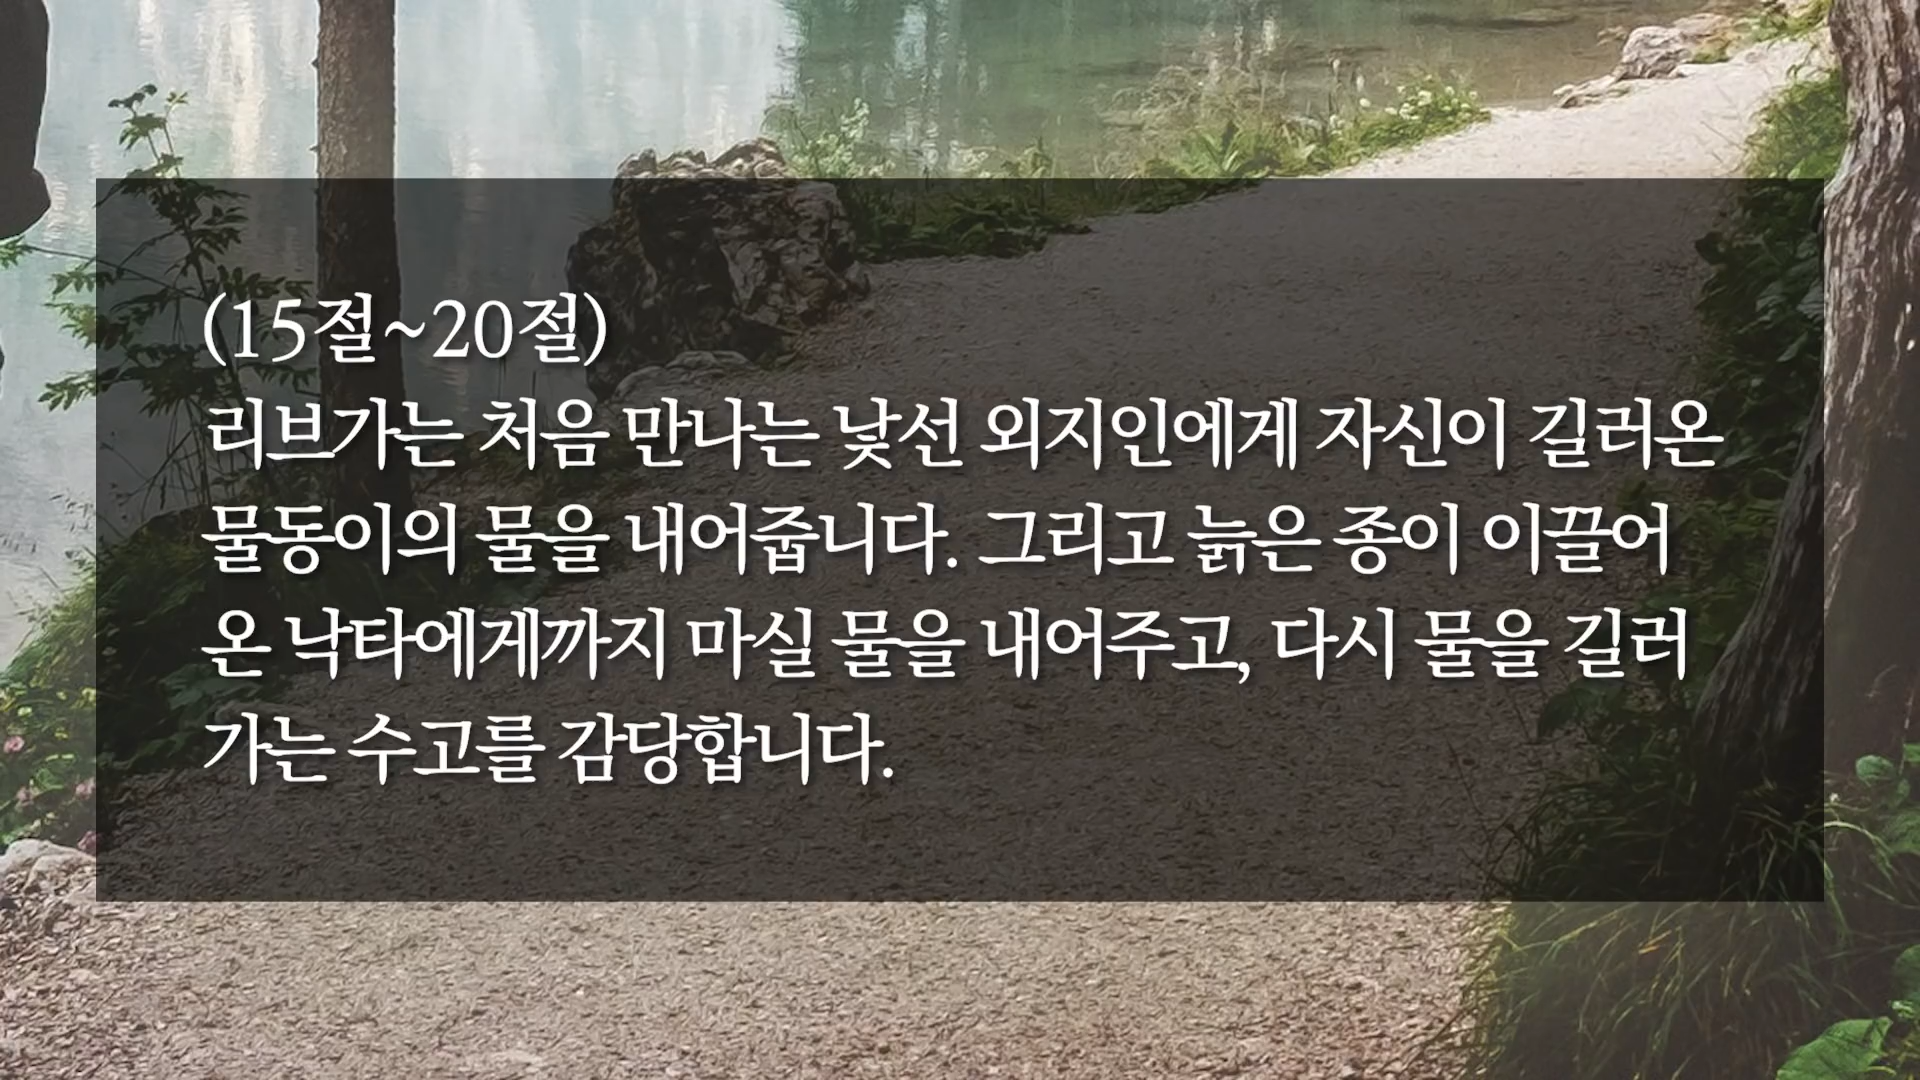 (15절~20절)
리브가는 처음 만나는 낯선 외지인에게 자신이 길러온
물동이의 물을 내어줍니다. 그리고 늙은 종이 이끌어
온 낙타에게까지 마실 물을 내어주고, 다시 물을 길러
가는 수고를 감당합니다.